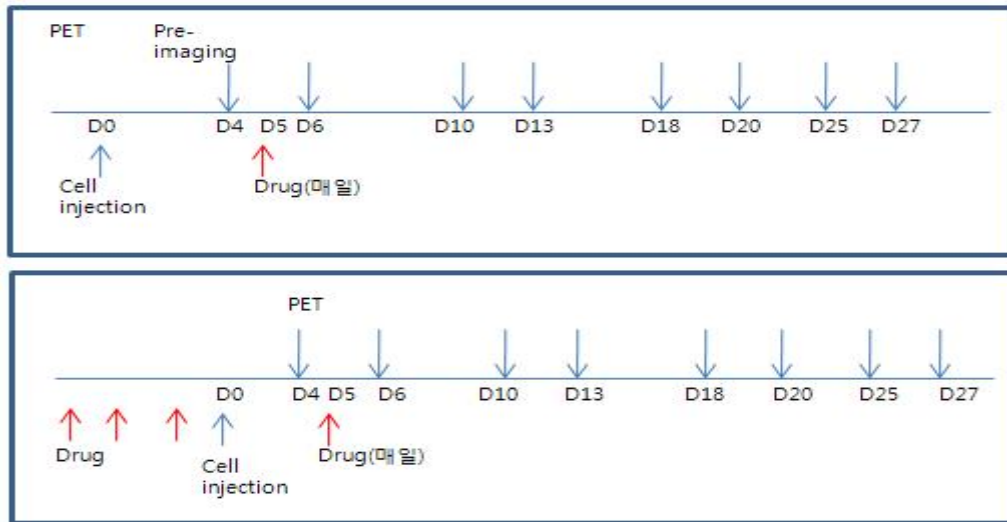 PET
Pre-
imaging
D0
D4
D5
D6
D10
D13
D18
D20
D25
D27
Cell
injection
Drug(매일)
PET
D0
D4
D5
D6
D10
D13
D18
D20
D25
D27
Drug
Cell
injection
Drug(매일)